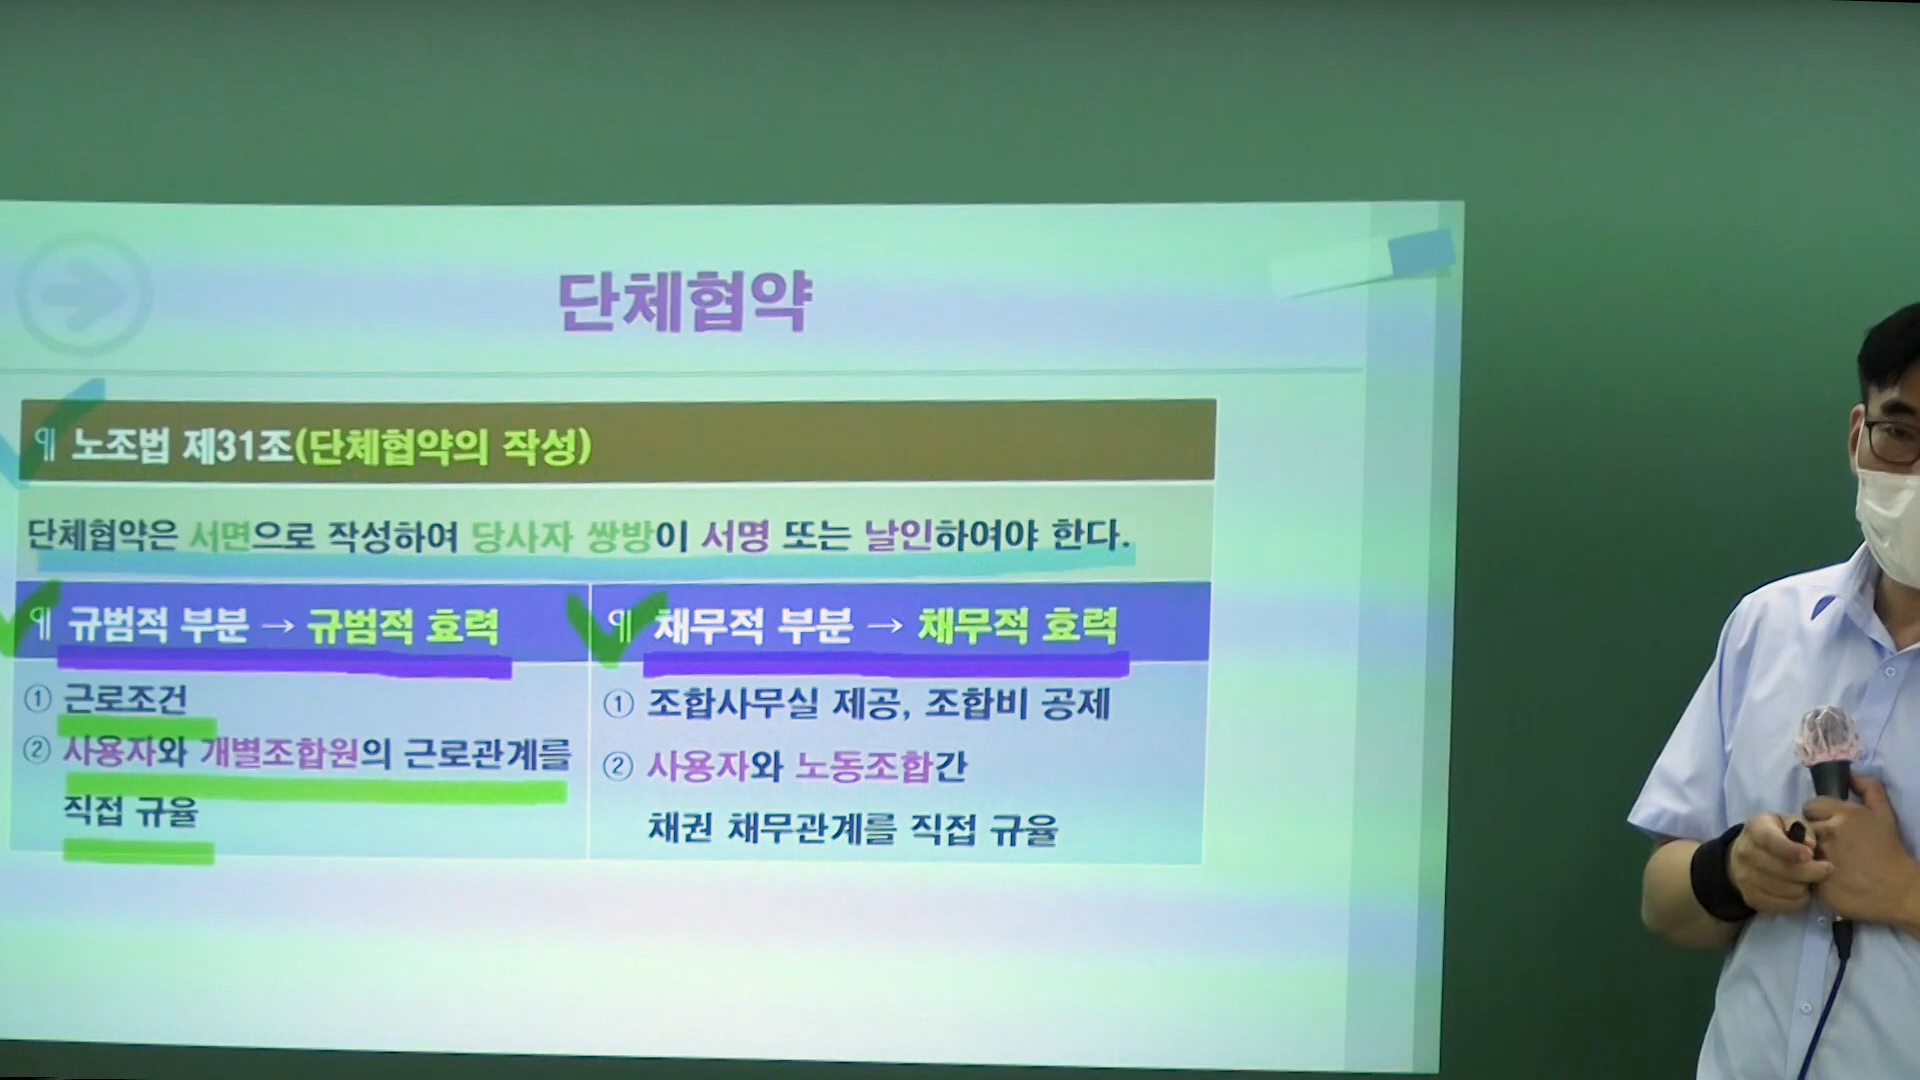 단체협약
¶ 노조법 제31조(단체협약의 작성)
단체협약은 서면으로 작성하여 당사자 쌍방이 서명 또는 날인하여야 한다.
¶ 규범적 부분 → 규범적 효력
① 근로조건
② 사용자와 개별조합원의 근로관계를
직접 규율
¶ 채무적 부분 → 채무적 효력
① 조합사무실 제공, 조합비 공제
② 사용자와 노동조합간
채권 채무관계를 직접 규율